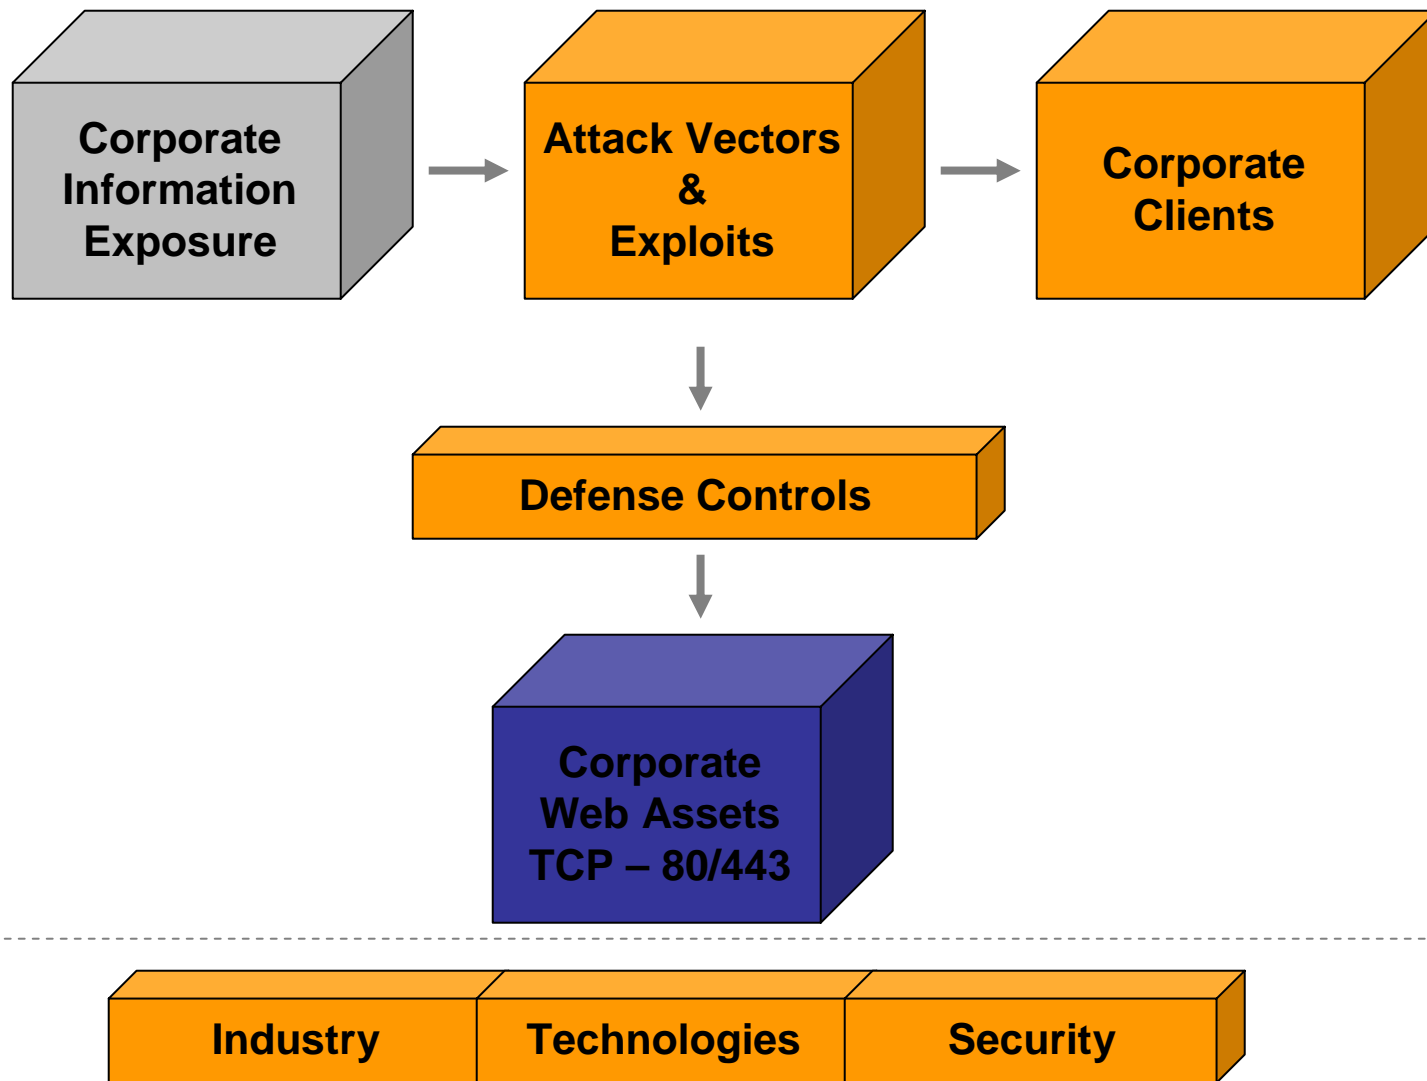 Corporate
Information
Exposure
Attack Vectors
&
Exploits
Corporate
Clients
Defense Controls
Corporate
Web Assets
TCP – 80/443
Industry
Technologies
Security